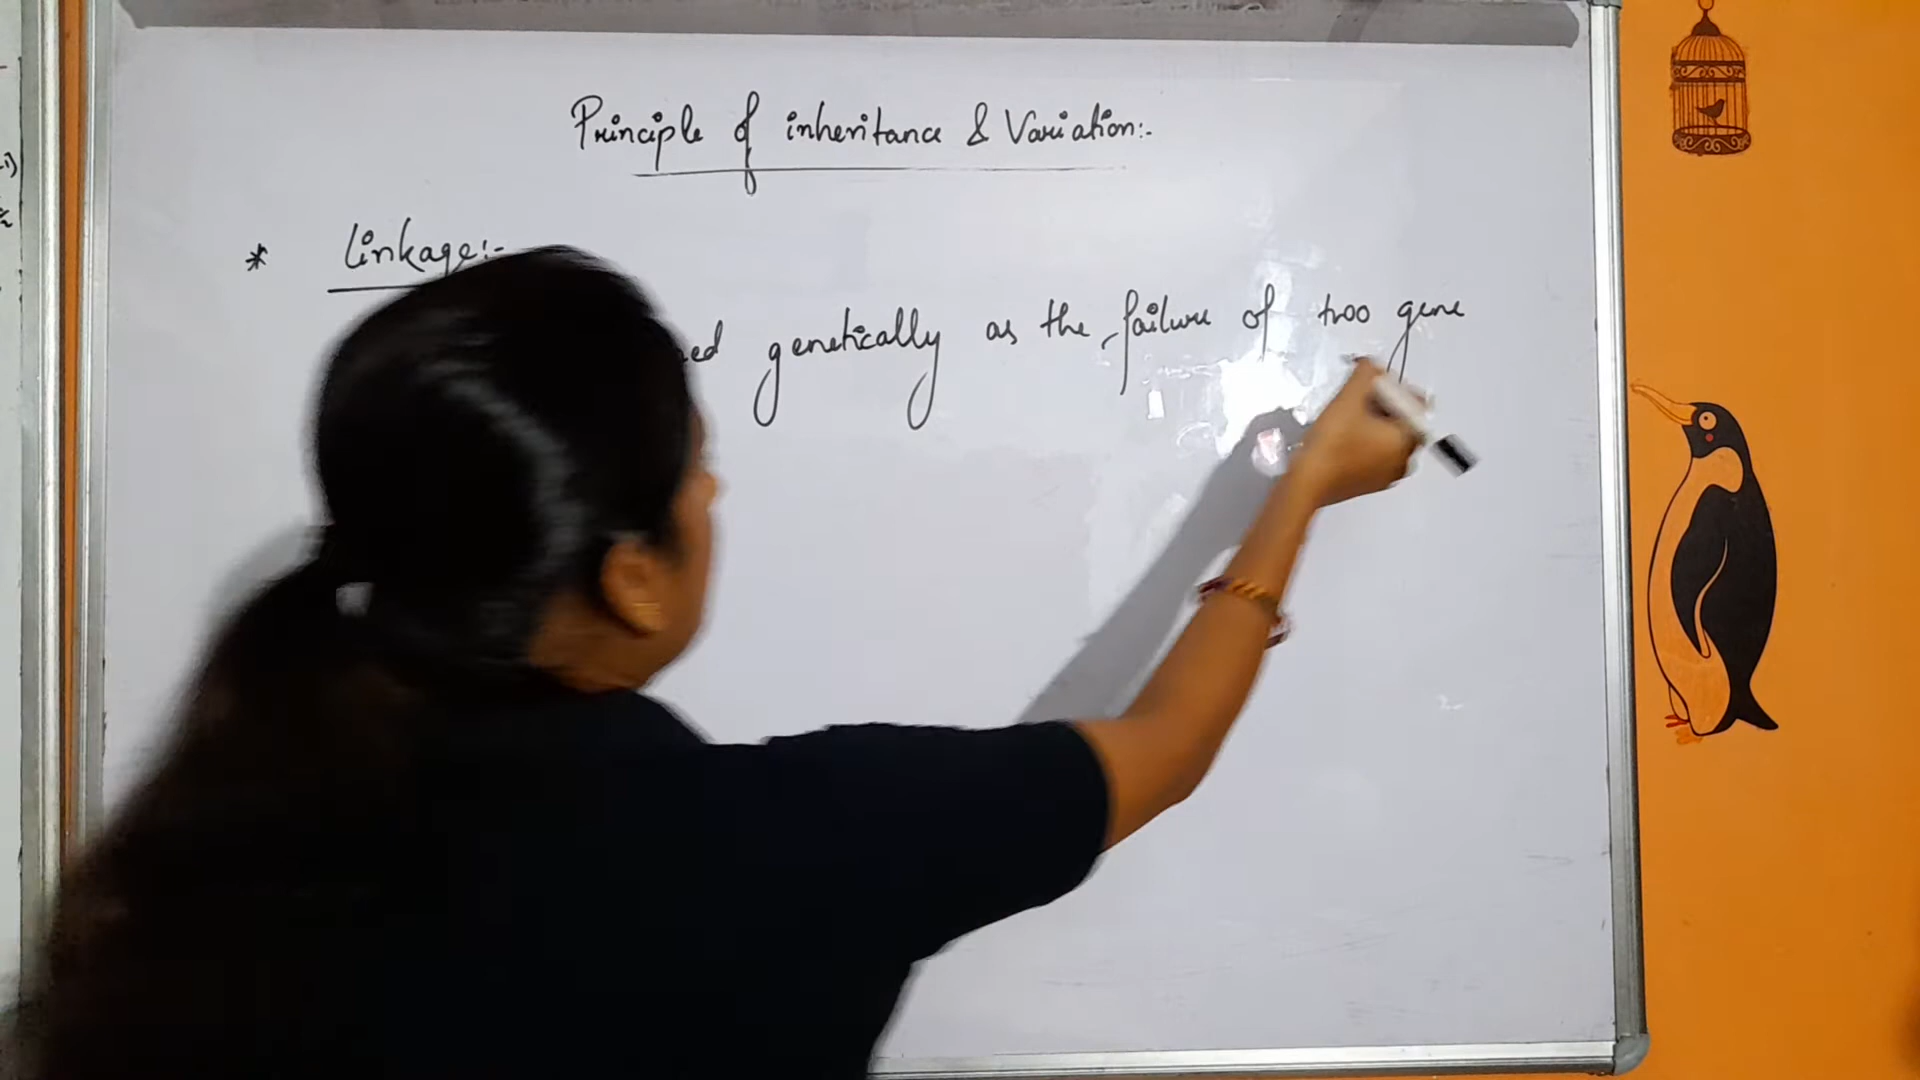 Principle of inheritance & Variation:-
* linkage:-
genetically as the failure of two gene